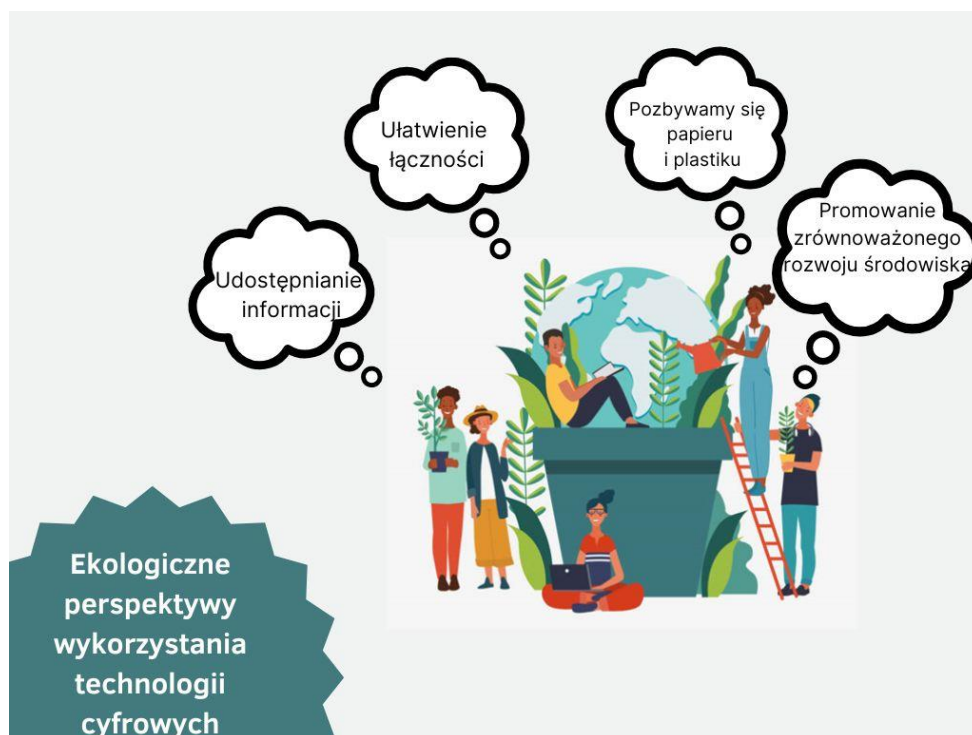 Ułatwienie
łączności
Pozbywamy się
papieru
i plastiku
Promowanie
zrównoważonego
rozwoju środowiska
Udostępnianie
informacji
Ekologiczne
perspektywy
wykorzystania
technologii
cyfrowych